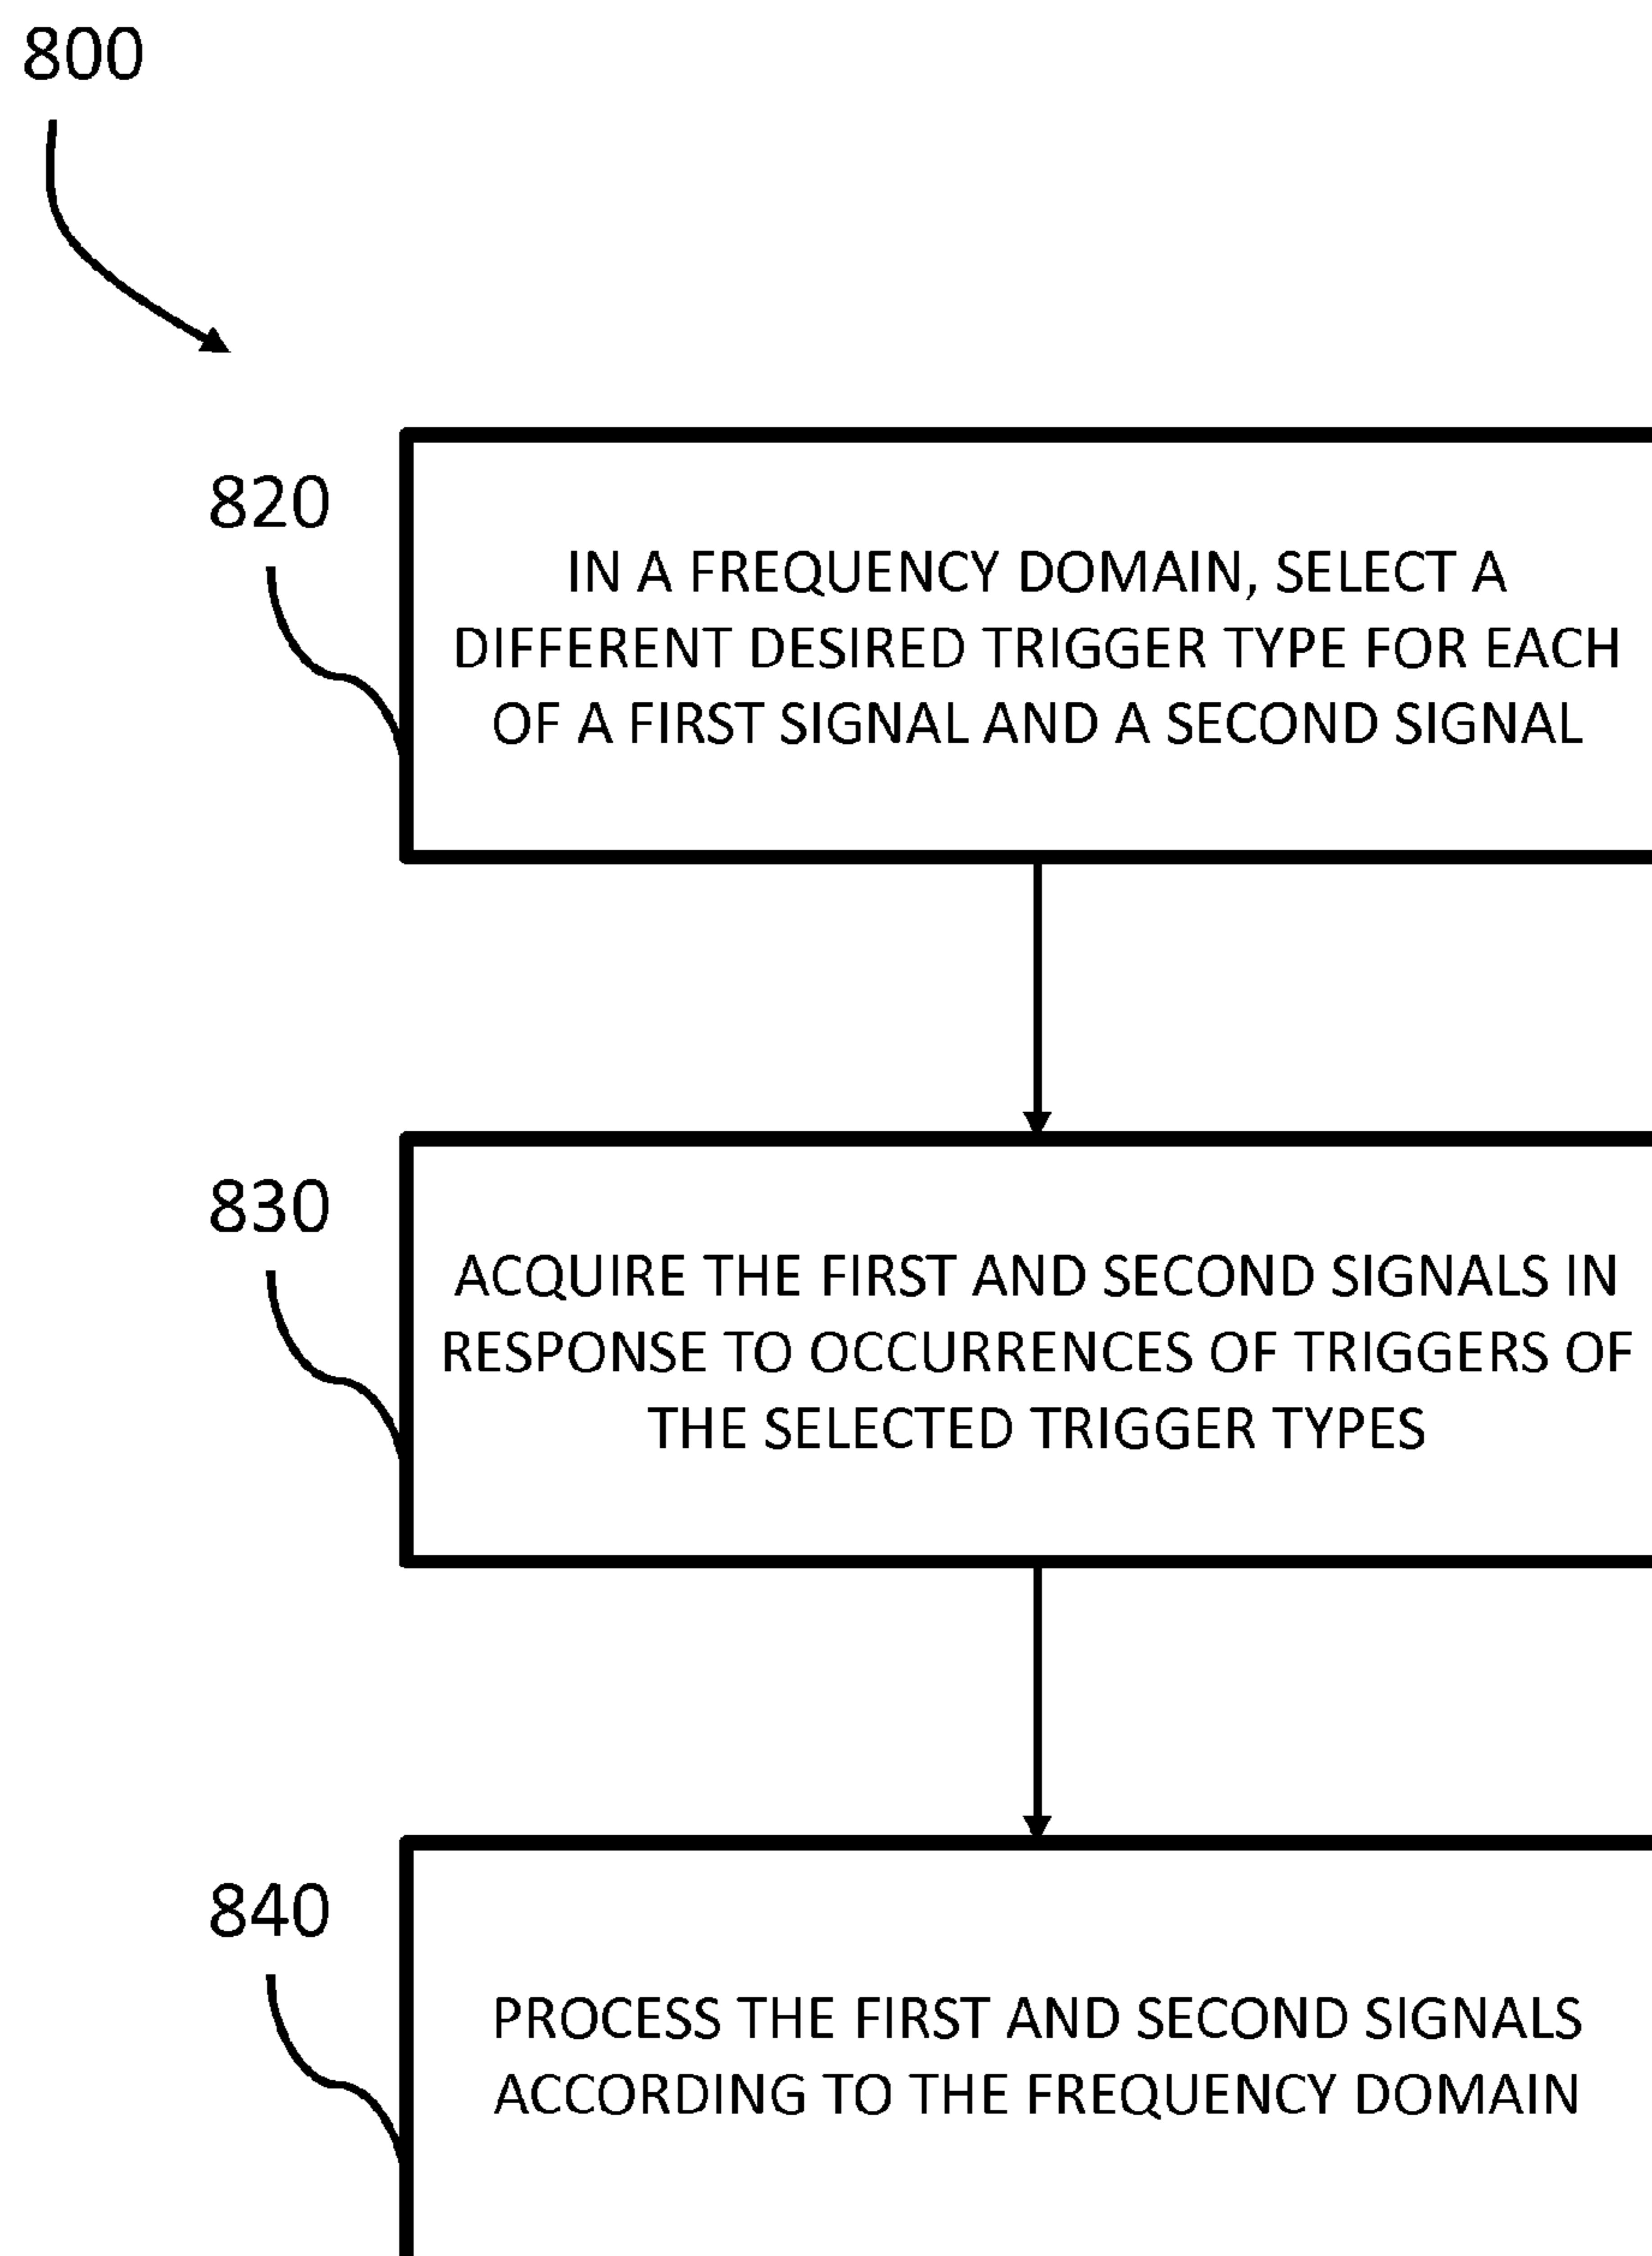 800
820
IN A FREQUENCY DOMAIN, SELECT A
DIFFERENT DESIRED TRIGGER TYPE FOR EACH
OF A FIRST SIGNAL AND A SECOND SIGNAL
830
ACQUIRE THE FIRST AND SECOND SIGNALS IN
RESPONSE TO OCCURRENCES OF TRIGGERS OF
THE SELECTED TRIGGER TYPES
840
PROCESS THE FIRST AND SECOND SIGNALS
ACCORDING TO THE FREQUENCY DOMAIN